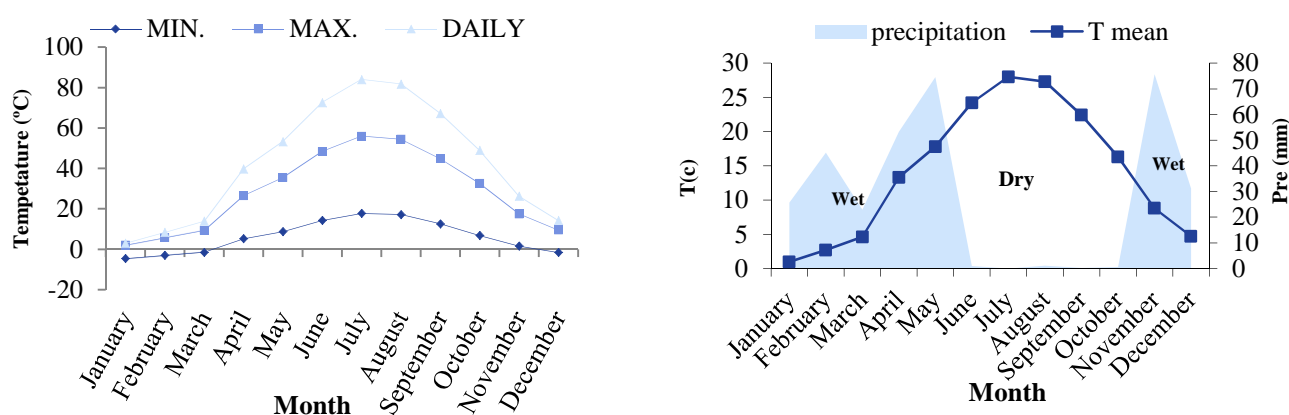 MIN. MAX. DAILY
100
80
60
40
20
0
-20
Tempetature (ºC)
January
February
March
April
May
June
July
August
September
October
November
December
Month
precipitation T mean
30
25
20
15
10
5
0
T(c)
80
70
60
50
40
30
20
10
0
Pre (mm)
Wet
Dry
Wet
January
February
March
April
May
June
July
August
September
October
November
December
Month